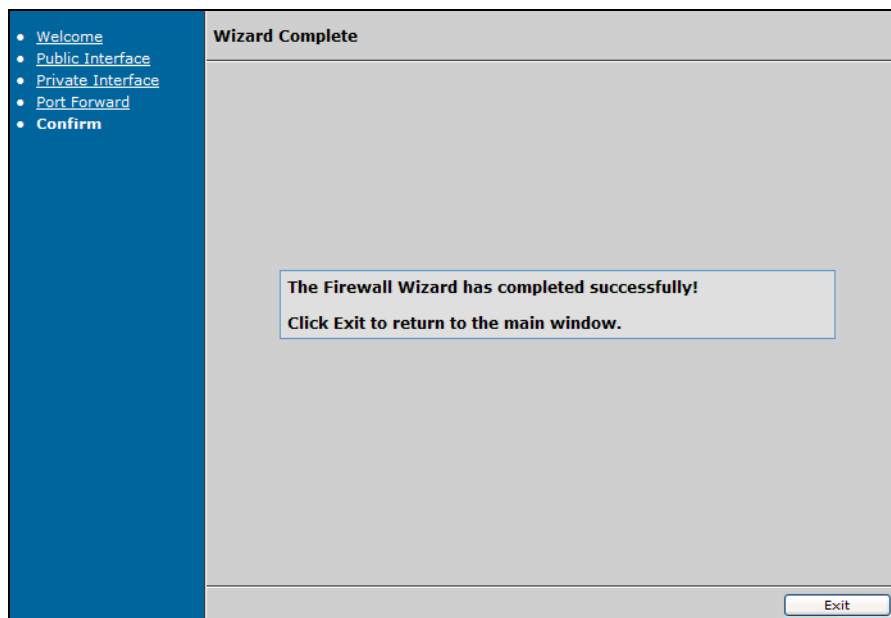 Welcome
Public Interface
Private Interface
Port Forward
Confirm
Wizard Complete
The Firewall Wizard has completed successfully!
Click Exit to return to the main window.
Exit